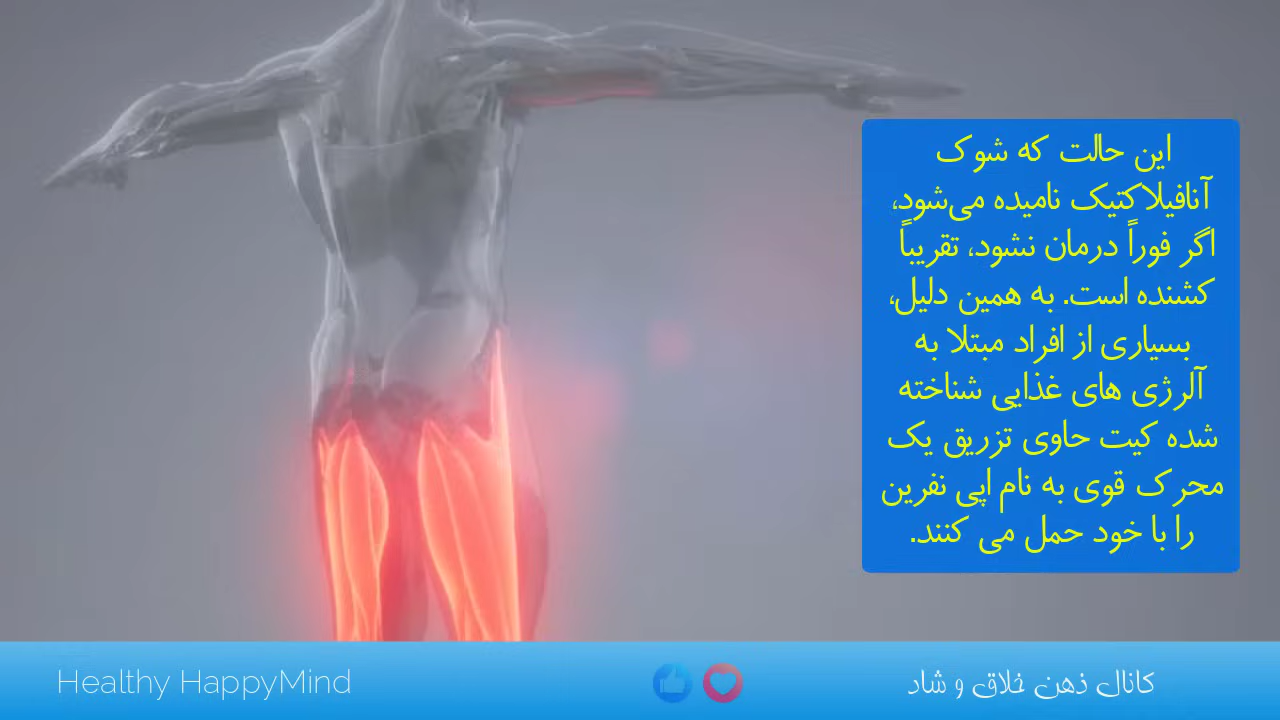 این حالت که شوک
آنافیلاکتیک نامیده می‌شود،
اگر فوراً درمان نشود، تقریباً
کشنده است. به همین دلیل،
بسیاری از افراد مبتلا به
آلرژی های غذایی شناخته
شده کیت حاوی تزریق یک
محرک قوی به نام اپی نفرین
را با خود حمل می کنند.
Healthy HappyMind
کانال ذهن خلاق و شاد